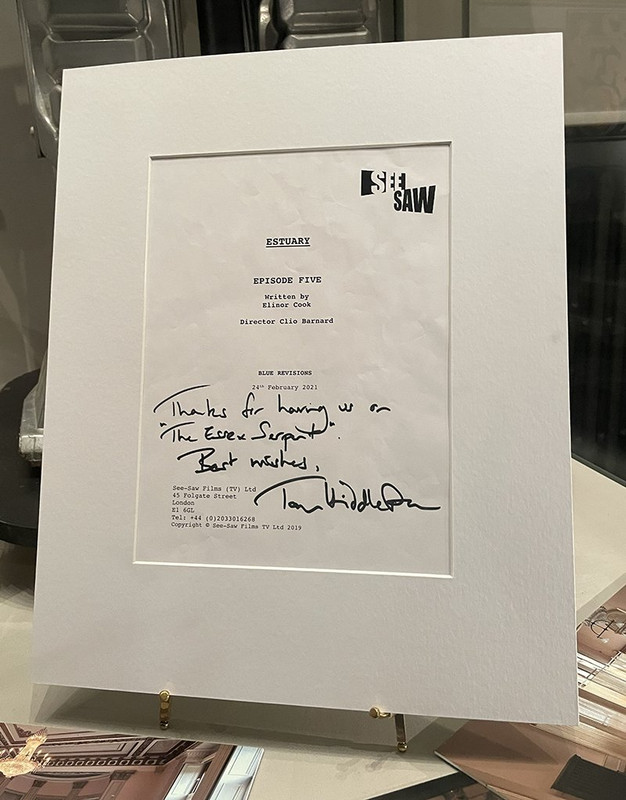 SEE
SAW
ESTUARY
EPISODE FIVE
Written by
Elinor Cook
Director Clio Barnard
BLUE REVISIONS
24th February 2021
Thanks for having us on
"The Essex Serpent".
Best wishes,
Tom Hiddleston
See-Saw Films (TV) Ltd
45 Folgate Street
London
E1 6GL
Tel: +44 (0)2033016268
Copyright © See-Saw Films TV Ltd 2019